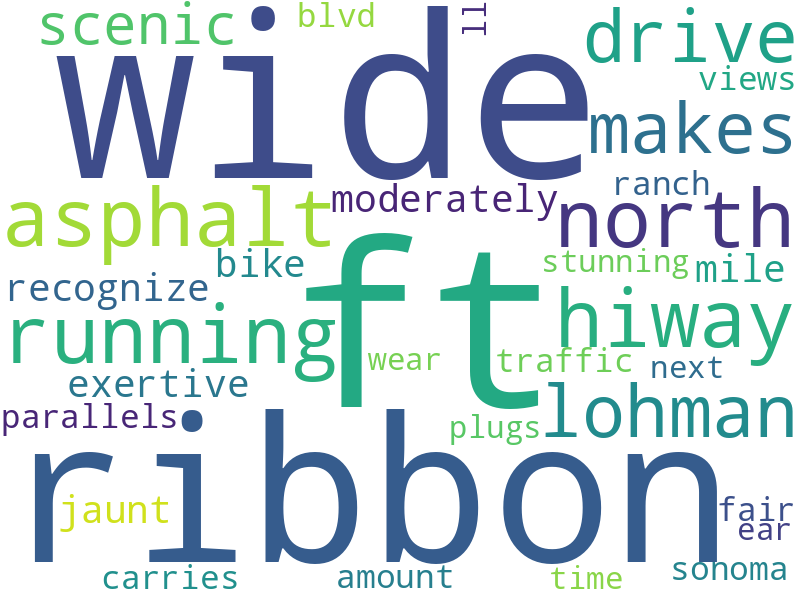 scenic
blvd
ll
drive
wide
views
makes
ranch
moderately
asphalt
north
bike
stunning
mile
recognize
ft
hiway
running
wear
traffic
next
exertive
parallels
plugs
lohman
ribbon
jaunt
fair
ear
carries
amount
time
sonoma